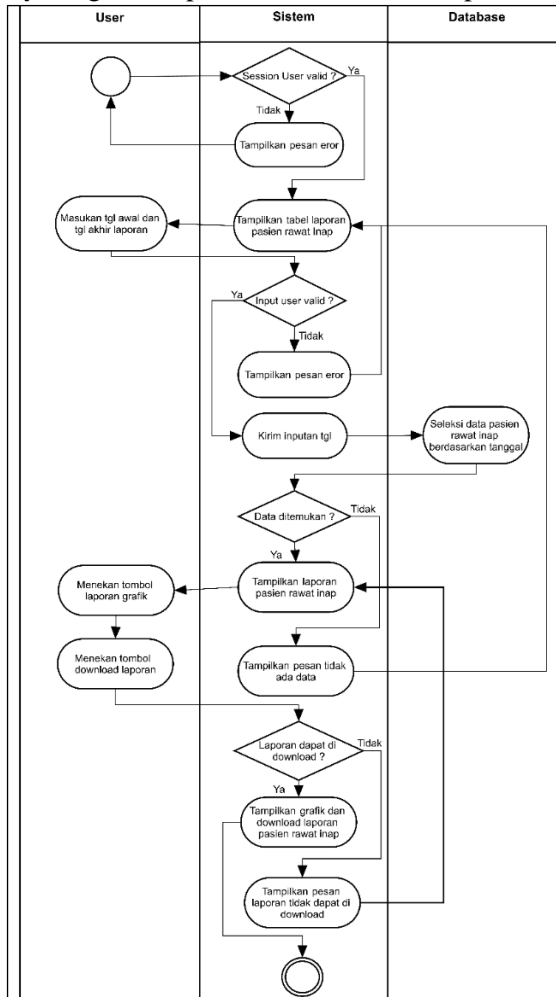 User
Sistem
Database
Session User valid ?
Ya
Tidak
Tampilkan pesan eror
Masukan tgl awal dan
tgl akhir laporan
Tampilkan tabel laporan
pasien rawat Inap
Ya
Input user valid ?
Tidak
Tampilkan pesan eror
Kirim inputan tgl
Seleksi data pasien
rawat inap
berdasarkan tanggal
Data ditemukan ?
Tidak
Ya
Menekan tombol
laporan grafik
Tampilkan laporan
pasien rawat inap
Menekan tombol
download laporan
Tampilkan pesan tidak
ada data
Laporan dapat di
download ?
Tidak
Ya
Tampilkan grafik dan
download laporan
pasien rawat inap
Tampilkan pesan
laporan tidak dapat di
download